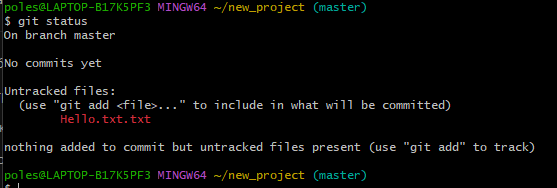 poles@LAPTOP-B17K5PF3 MINGW64 ~/new_project (master)
$ git status
On branch master
No commits yet
Untracked files:
(use "git add <file>..." to include in what will be committed)
Hello.txt.txt
nothing added to commit but untracked files present (use "git add" to track)
poles@LAPTOP-B17K5PF3 MINGW64 ~/new_project (master)
$